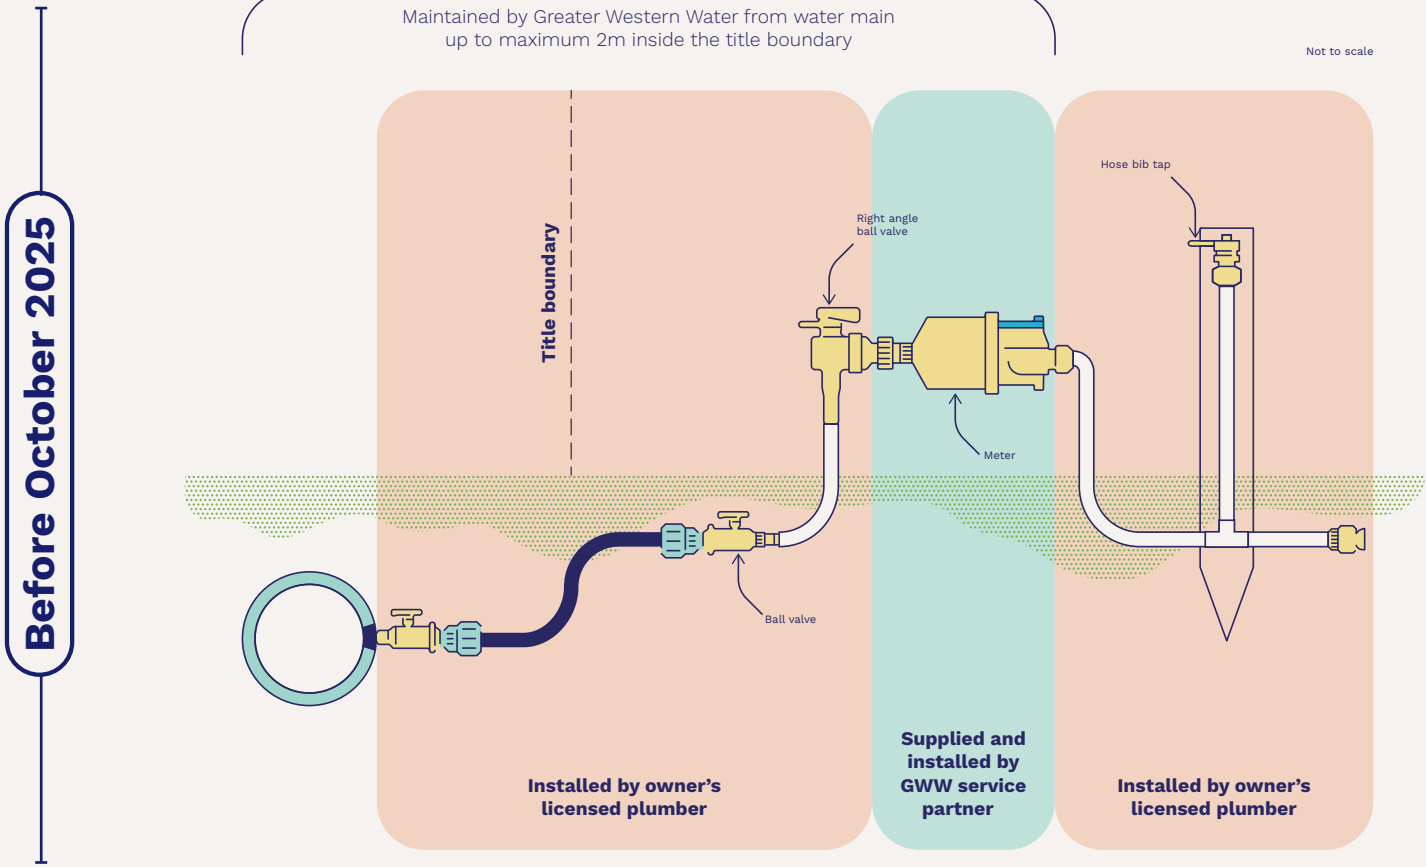 Maintained by Greater Western Water from water main
up to maximum 2m inside the title boundary
Not to scale
Before October 2025
Title boundary
Hose bib tap
Right angle
ball valve
Meter
Ball valve
Installed by owner’s
licensed plumber
Supplied and
installed by
GWW service
partner
Installed by owner’s
licensed plumber